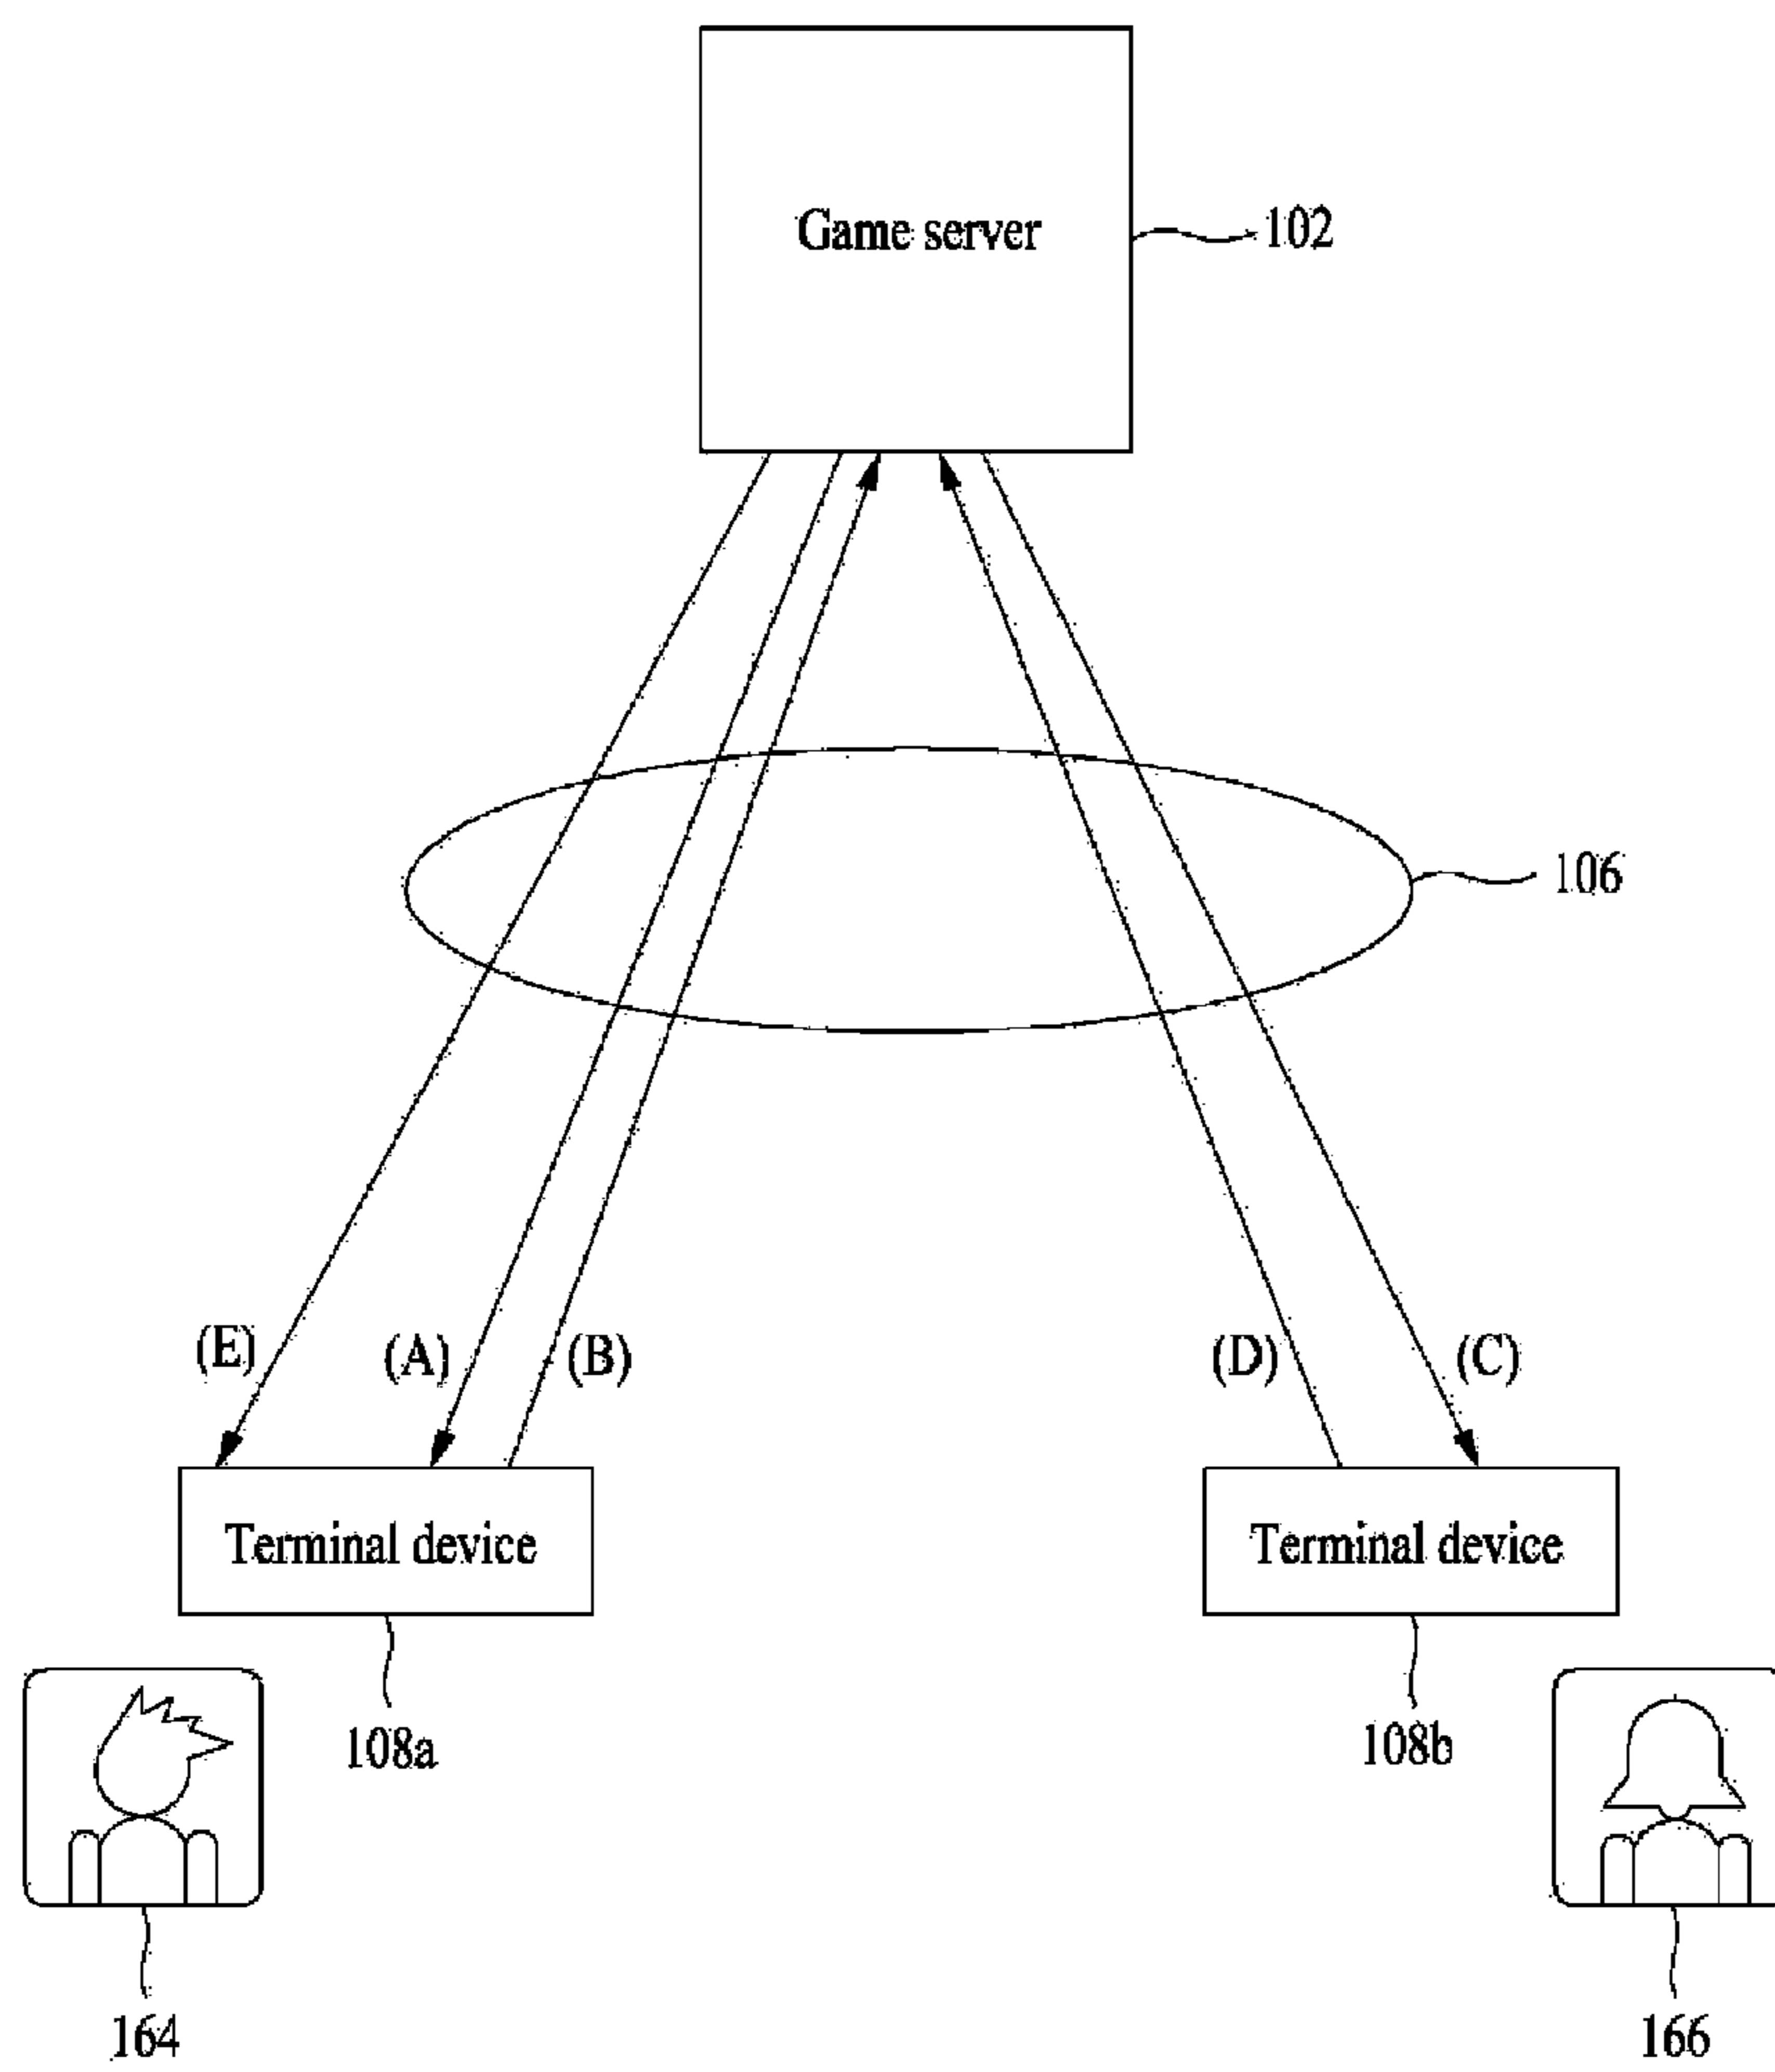 Game server
102
106
(E)
(A)
(B)
(D)
(C)
Terminal device
Terminal device
108a
108b
164
166